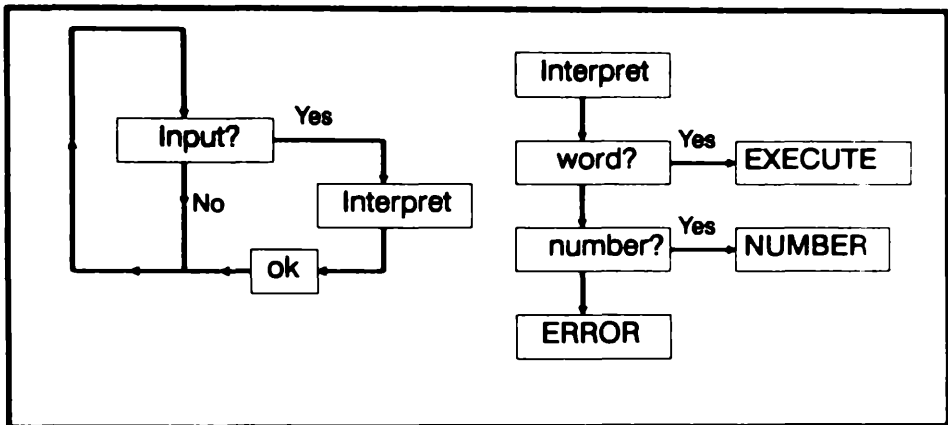 Input?
Yes
No
Interpret
ok
Interpret
word?
Yes
EXECUTE
number?
Yes
NUMBER
ERROR